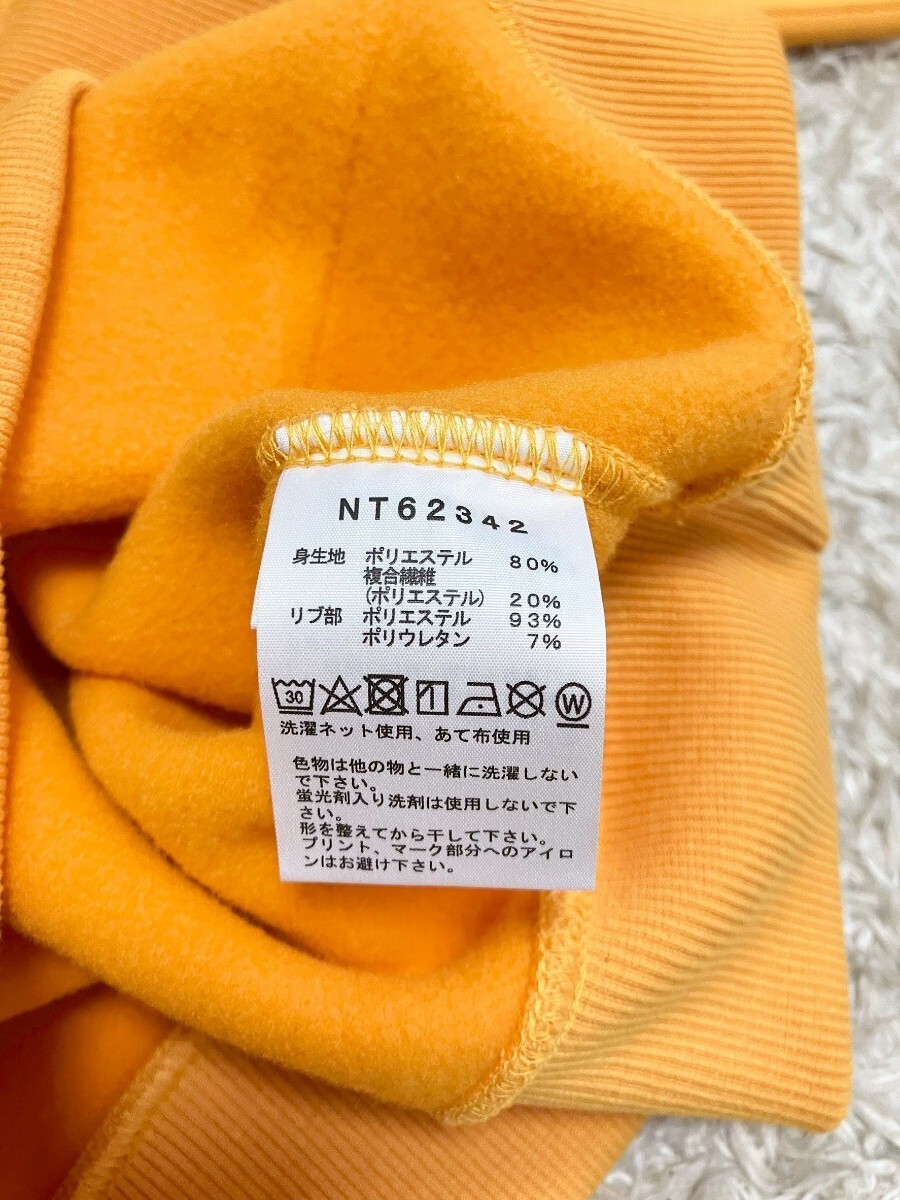 NT62342
身生地 ポリエステル 80%
複合繊維
(ポリエステル) 20%
リブ部 ポリエステル 93%
ポリウレタン 7%
30 W
洗濯ネット使用、あて布使用
色物は他の物と一緒に洗濯しない
で下さい。
蛍光剤入り洗剤は使用しないで下
さい。
形を整えてから干して下さい。
プリント、マーク部分へのアイロ
ンはお避け下さい。